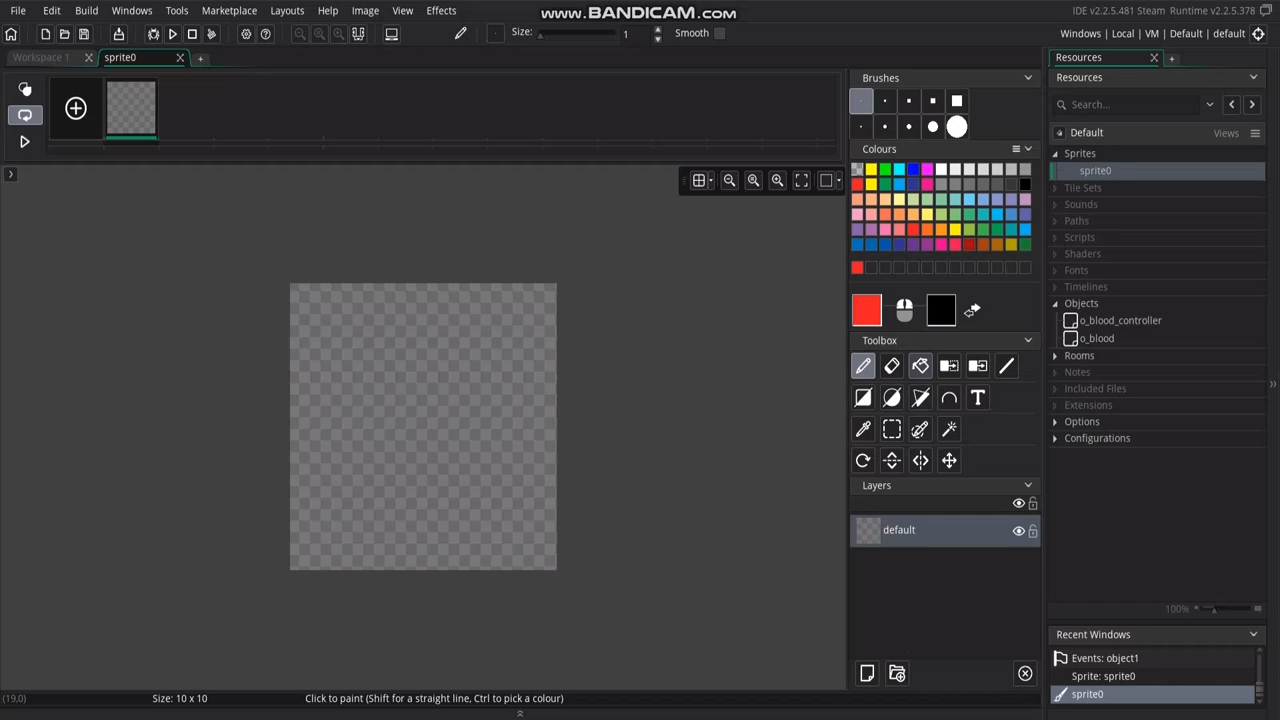 File Edit Build Windows Tools Marketplace Layouts Help Image View Effects
www.BANDICAM.com
IDE v2.2.5.481 Steam Runtime v2.2.5.378
Size: 1 Smooth
Windows | Local | VM | Default | default
Workspace 1
sprite0
Resources
Brushes
Resources
Search...
Default
Views
Colours
Sprites
sprite0
Tile Sets
Sounds
Paths
Scripts
Shaders
Fonts
Timelines
Objects
o_blood_controller
o_blood
Rooms
Notes
Included Files
Extensions
Options
Configurations
Toolbox
T
Layers
default
100%
Recent Windows
Events: object1
Sprite: sprite0
sprite0
(19,0) Size: 10 x 10 Click to paint (Shift for a straight line, Ctrl to pick a colour)